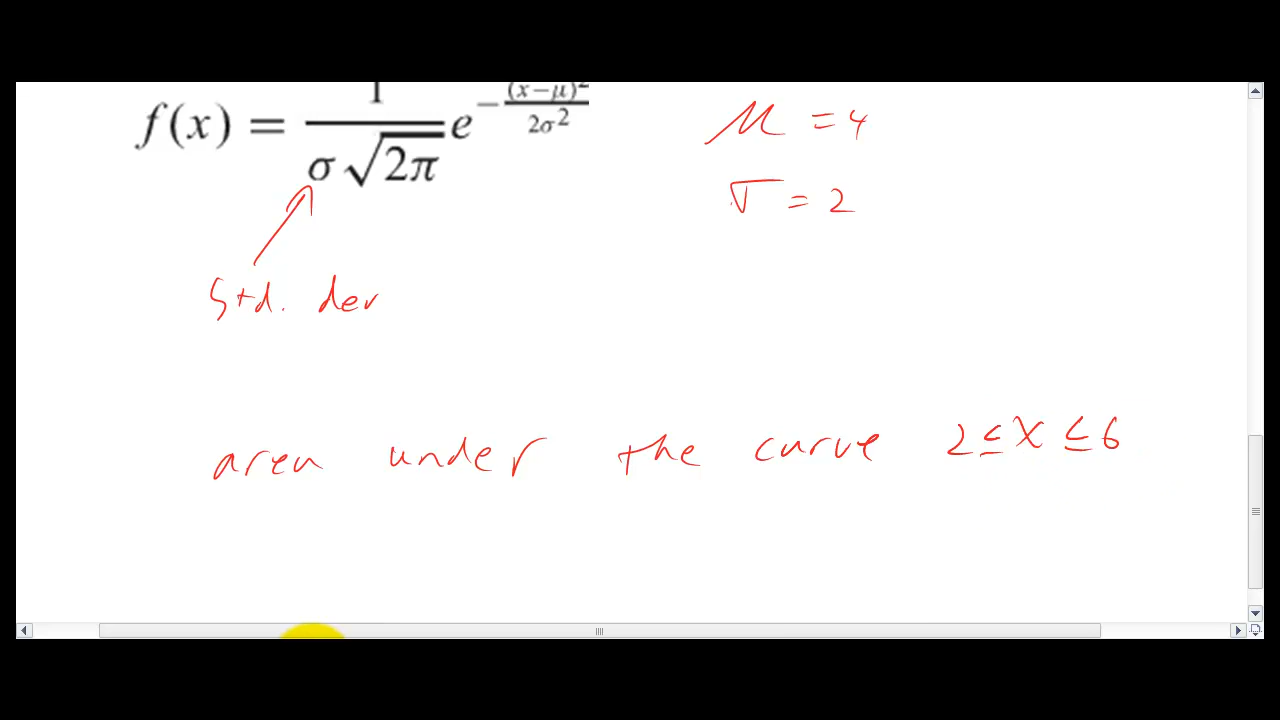 f(x) = 1/(σ√2π) e^(-(x-μ)²/(2σ²))
μ = 4
σ = 2
Std. dev
area under the curve 2 ≤ x ≤ 6